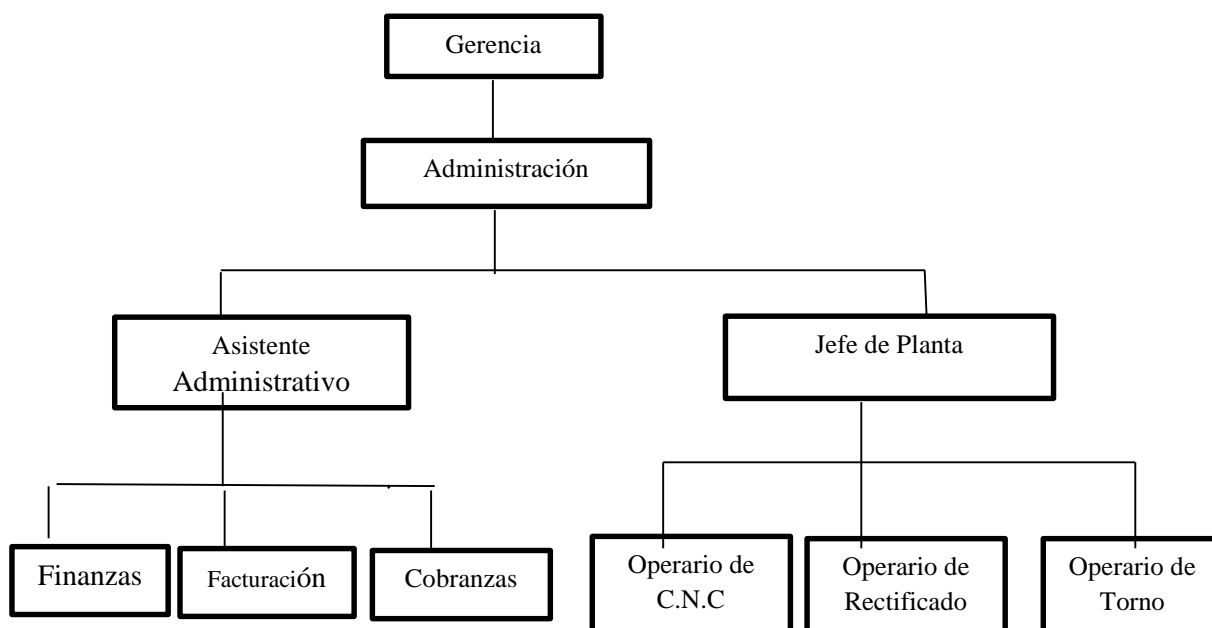 Gerencia
Administración
Asistente
Administrativo
Jefe de Planta
Finanzas
Facturación
Cobranzas
Operario de
C.N.C
Operario de
Rectificado
Operario de
Torno